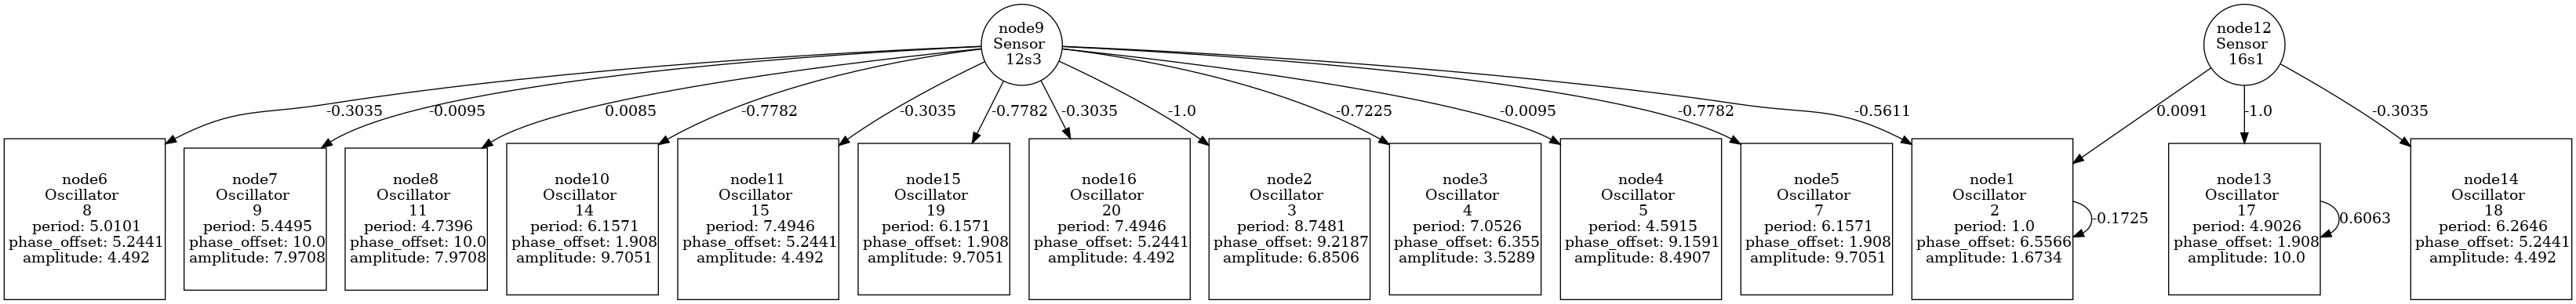 node9
Sensor
12s3
node12
Sensor
16s1
-0.3035
-0.0095
0.0085
-0.7782
-0.3035
-0.7782
-0.3035
-1.0
-0.7225
-0.0095
-0.7782
-0.5611
0.0091
-1.0
-0.3035
node6
Oscillator
8
period: 5.0101
phase_offset: 5.2441
amplitude: 4.492
node7
Oscillator
9
period: 5.4495
phase_offset: 10.0
amplitude: 7.9708
node8
Oscillator
11
period: 4.7396
phase_offset: 10.0
amplitude: 7.9708
node10
Oscillator
14
period: 6.1571
phase_offset: 1.908
amplitude: 9.7051
node11
Oscillator
15
period: 7.4946
phase_offset: 5.2441
amplitude: 4.492
node15
Oscillator
19
period: 6.1571
phase_offset: 1.908
amplitude: 9.7051
node16
Oscillator
20
period: 7.4946
phase_offset: 5.2441
amplitude: 4.492
node2
Oscillator
3
period: 8.7481
phase_offset: 9.2187
amplitude: 6.8506
node3
Oscillator
4
period: 7.0526
phase_offset: 6.355
amplitude: 3.5289
node4
Oscillator
5
period: 4.5915
phase_offset: 9.1591
amplitude: 8.4907
node5
Oscillator
7
period: 6.1571
phase_offset: 1.908
amplitude: 9.7051
node1
Oscillator
2
period: 1.0
phase_offset: 6.5566
amplitude: 1.6734
-0.1725
node13
Oscillator
17
period: 4.9026
phase_offset: 1.908
amplitude: 10.0
0.6063
node14
Oscillator
18
period: 6.2646
phase_offset: 5.2441
amplitude: 4.492